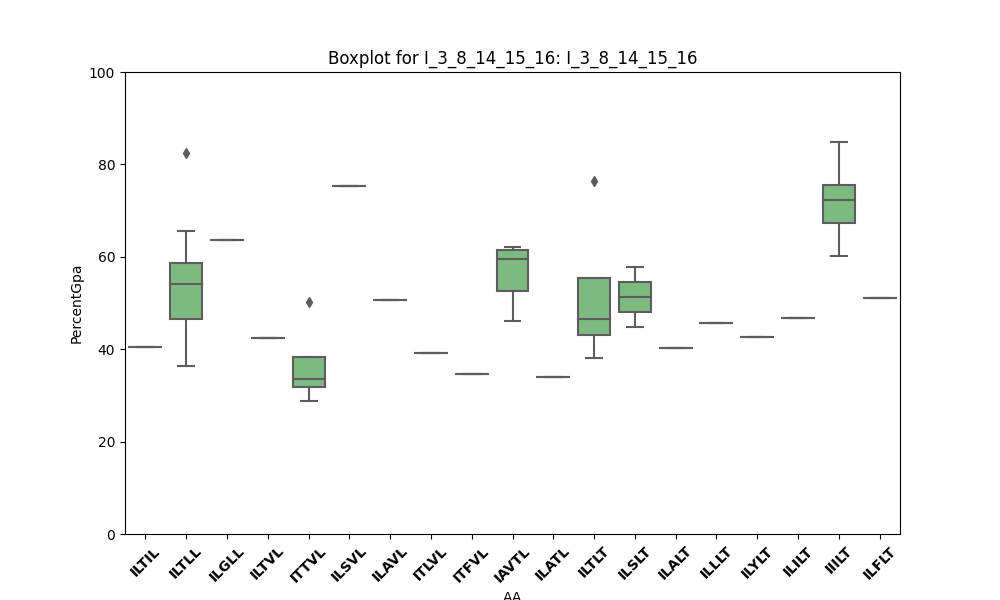 Boxplot for I_3_8_14_15_16: I_3_8_14_15_16
100
80
60
40
20
0
PercentGpa
ILTIL ILTLL ILGLL ILTVL ITTVL ILSVL ILAVL ITLVL ITFVL IAVTL ILATL ILTLT ILSLT ILALT ILLLT ILYLT ILILT IIILT ILFLT
AA